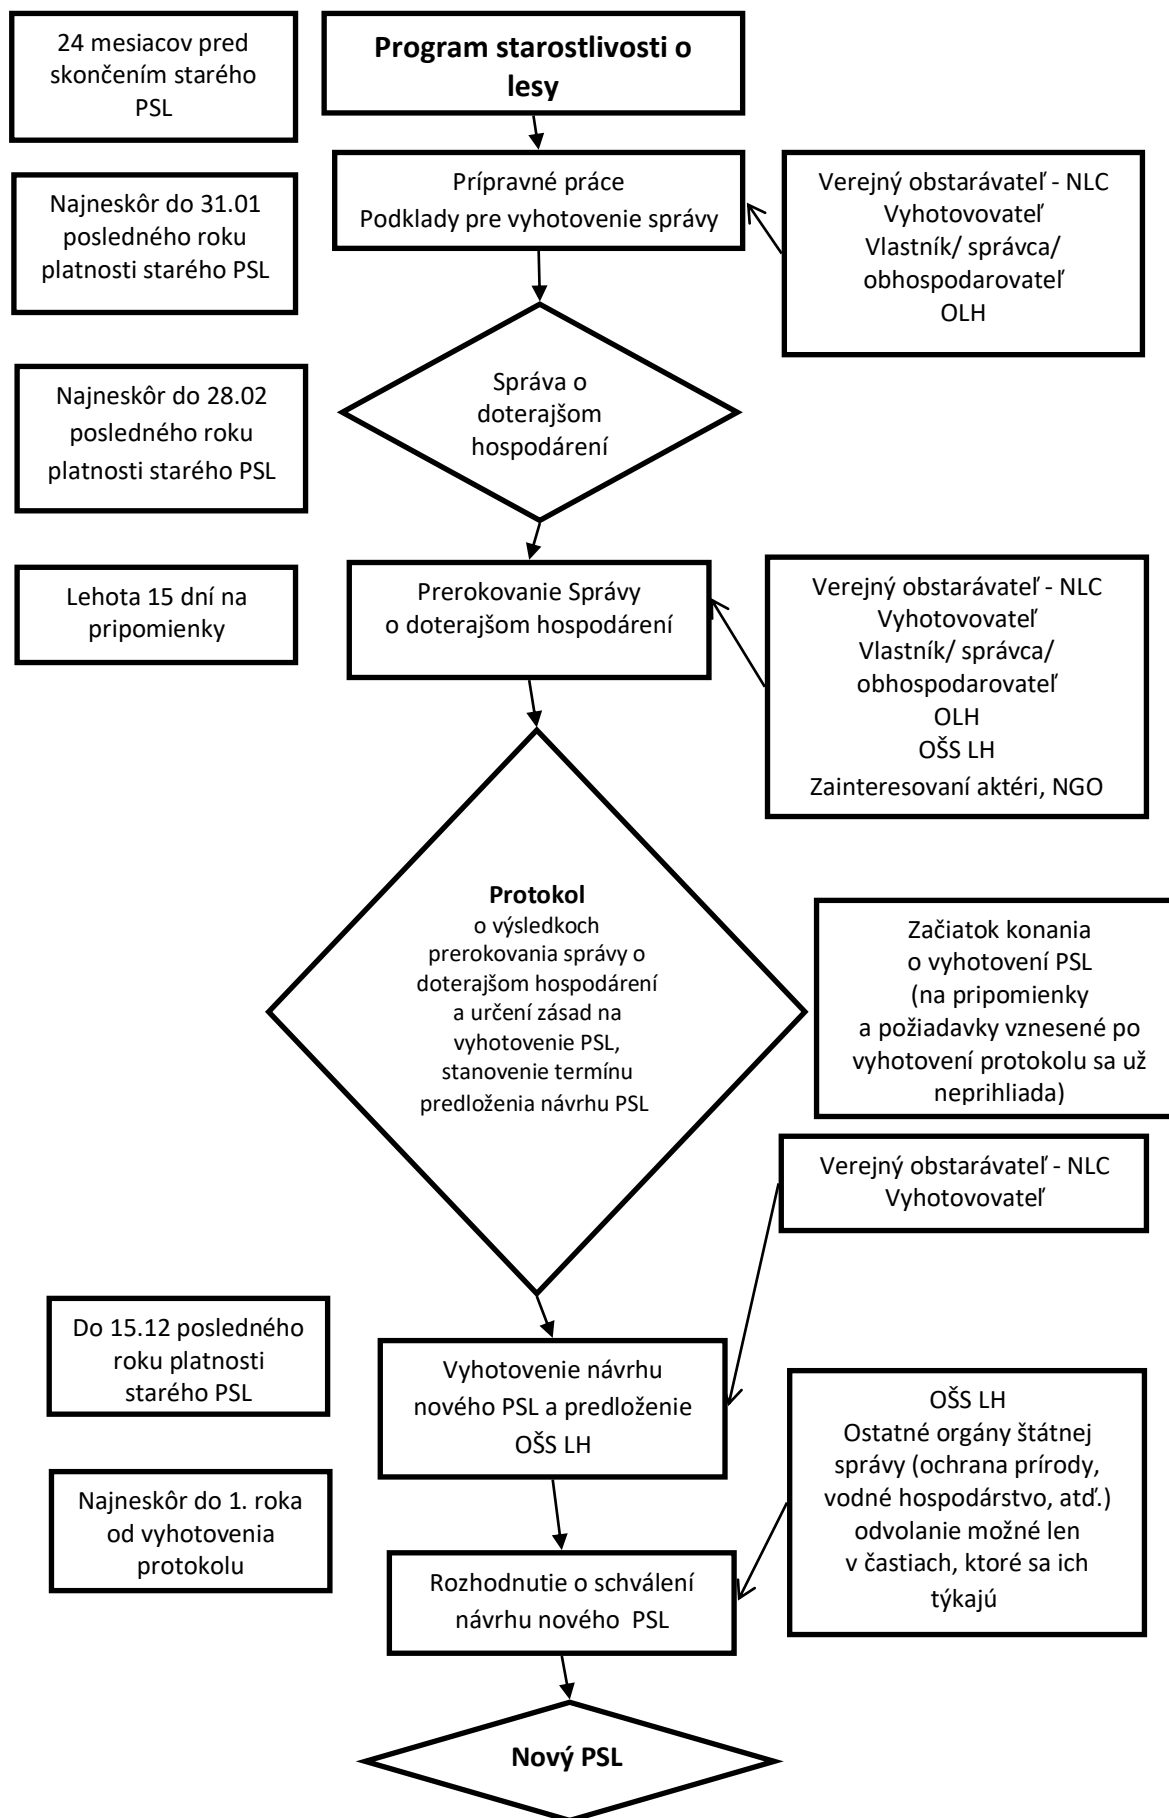 24 mesiacov pred
skončením starého
PSL
Program starostlivosti o
lesy
Prípravné práce
Podklady pre vyhotovenie správy
Verejný obstarávateľ - NLC
Vyhotovovateľ
Vlastník/ správca/
obhospodarovateľ
OLH
Najneskôr do 31.01
posledného roku
platnosti starého PSL
Správa o
doterajšom
hospodárení
Najneskôr do 28.02
posledného roku
platnosti starého PSL
Lehota 15 dní na
pripomienky
Prerokovanie Správy
o doterajšom hospodárení
Verejný obstarávateľ - NLC
Vyhotovovateľ
Vlastník/ správca/
obhospodarovateľ
OLH
OŠS LH
Zainteresovaní aktéri, NGO
Protokol
o výsledkoch
prerokovania správy o
doterajšom hospodárení
a určení zásad na
vyhotovenie PSL,
stanovenie termínu
predloženia návrhu PSL
Začiatok konania
o vyhotovení PSL
(na pripomienky
a požiadavky vznesené po
vyhotovení protokolu sa už
neprihliada)
Verejný obstarávateľ - NLC
Vyhotovovateľ
Do 15.12 posledného
roku platnosti
starého PSL
Vyhotovenie návrhu
nového PSL a predloženie
OŠS LH
OŠS LH
Ostatné orgány štátnej
správy (ochrana prírody,
vodné hospodárstvo, atď.)
odvolanie možné len
v častiach, ktoré sa ich
týkajú
Najneskôr do 1. roka
od vyhotovenia
protokolu
Rozhodnutie o schválení
návrhu nového PSL
Nový PSL